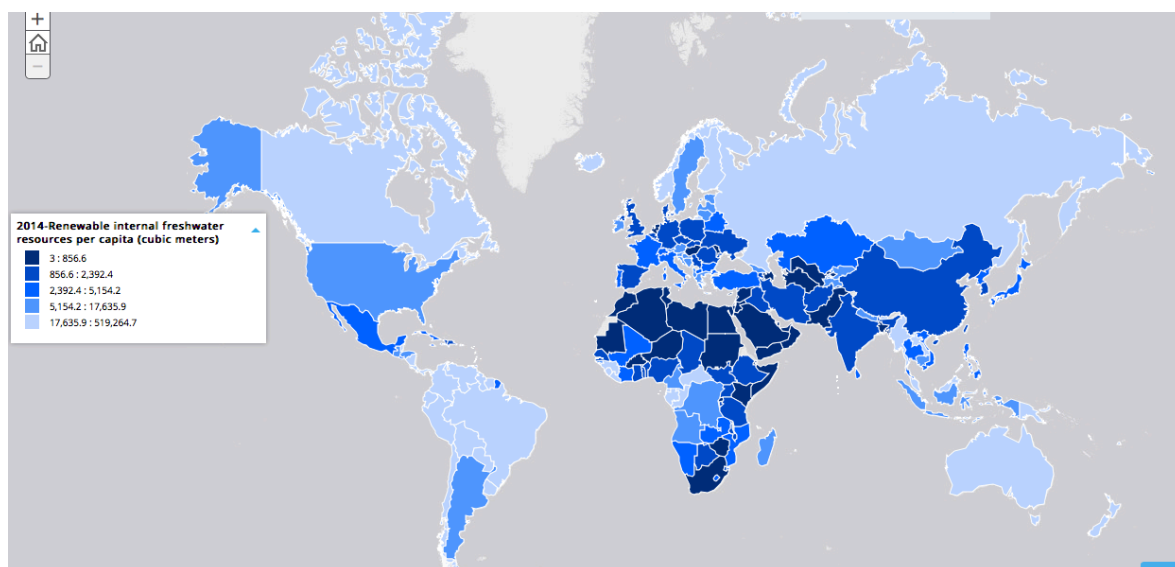 +
−
2014-Renewable internal freshwater
resources per capita (cubic meters)
3 : 856.6
856.6 : 2,392.4
2,392.4 : 5,154.2
5,154.2 : 17,635.9
17,635.9 : 519,264.7